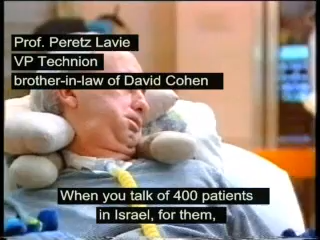 Prof. Peretz Lavie
VP Technion
brother-in-law of David Cohen
When you talk of 400 patients
in Israel, for them,